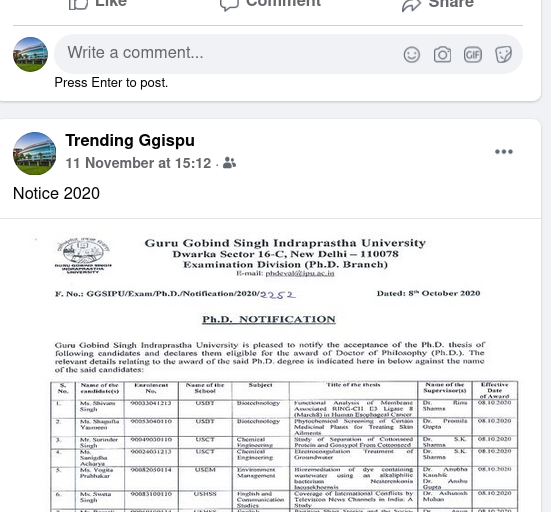 Like Comment Share
Write a comment...
GIF
Press Enter to post.
Trending Ggispu
11 November at 15:12 ·
Notice 2020
Guru Gobind Singh Indraprastha University
Dwarka Sector 16-C, New Delhi – 110078
Examination Division (Ph.D. Branch)
E-mail: phdeval@ipu.ac.in
GURU GOBIND SINGH
INDRAPRASTHA
UNIVERSITY
F. No.: GGSIPU/Exam/Ph.D./Notification/2020/2252 Dated: 8th October 2020
Ph.D. NOTIFICATION
Guru Gobind Singh Indraprastha University is pleased to notify the acceptance of the Ph.D. thesis of
following candidates and declares them eligible for the award of Doctor of Philosophy (Ph.D.). The
relevant details relating to the award of the said degree is indicated here in below against the name
of the said candidates:
S. No. Name of the candidate(s) Enrolment No. Name of the School Subject Title of the thesis Name of the Supervisor(s) Effective Date of Award
1. Ms. Shivani Singh 90033041213 USBT Biotechnology Functional Analysis of Membrane Associated RING-CH E3 Ligase 8 (March8) in Human Esophageal Cancer Dr. Rinu Sharma 08.10.2020
2. Ms. Shagufta Yasmeen 90053040110 USBT Biotechnology Phytochemical Screening of Certain Medicinal Plants for Treating Skin Ailments Dr. Promila Gupta 08.10.2020
3. Mr. Surinder Singh 90049030110 USCT Chemical Engineering Study of Separation of Cottonseed Protein and Gossypol From Cottonseed Dr. S.K. Sharma 08.10.2020
4. Ms. Sanigdha Acharya 90024031213 USCT Chemical Engineering Electrocoagulation Treatment of Groundwater Dr. S.K. Sharma 08.10.2020
5. Ms. Yogita Prabhakar 90082050114 USEM Environment Management Bioremediation of dye containing wastewater using an alkaliphilic bacterium Nesterenkonia lacusekhoensis Dr. Anubha Kaushik Dr. Anshu Gupta 08.10.2020
6. Ms. Sweta Singh 90083100110 USHSS English and Communication Studies Coverage of International Conflicts by Television News Channels in India: A Study Dr. Ashutosh Mohan 08.10.2020